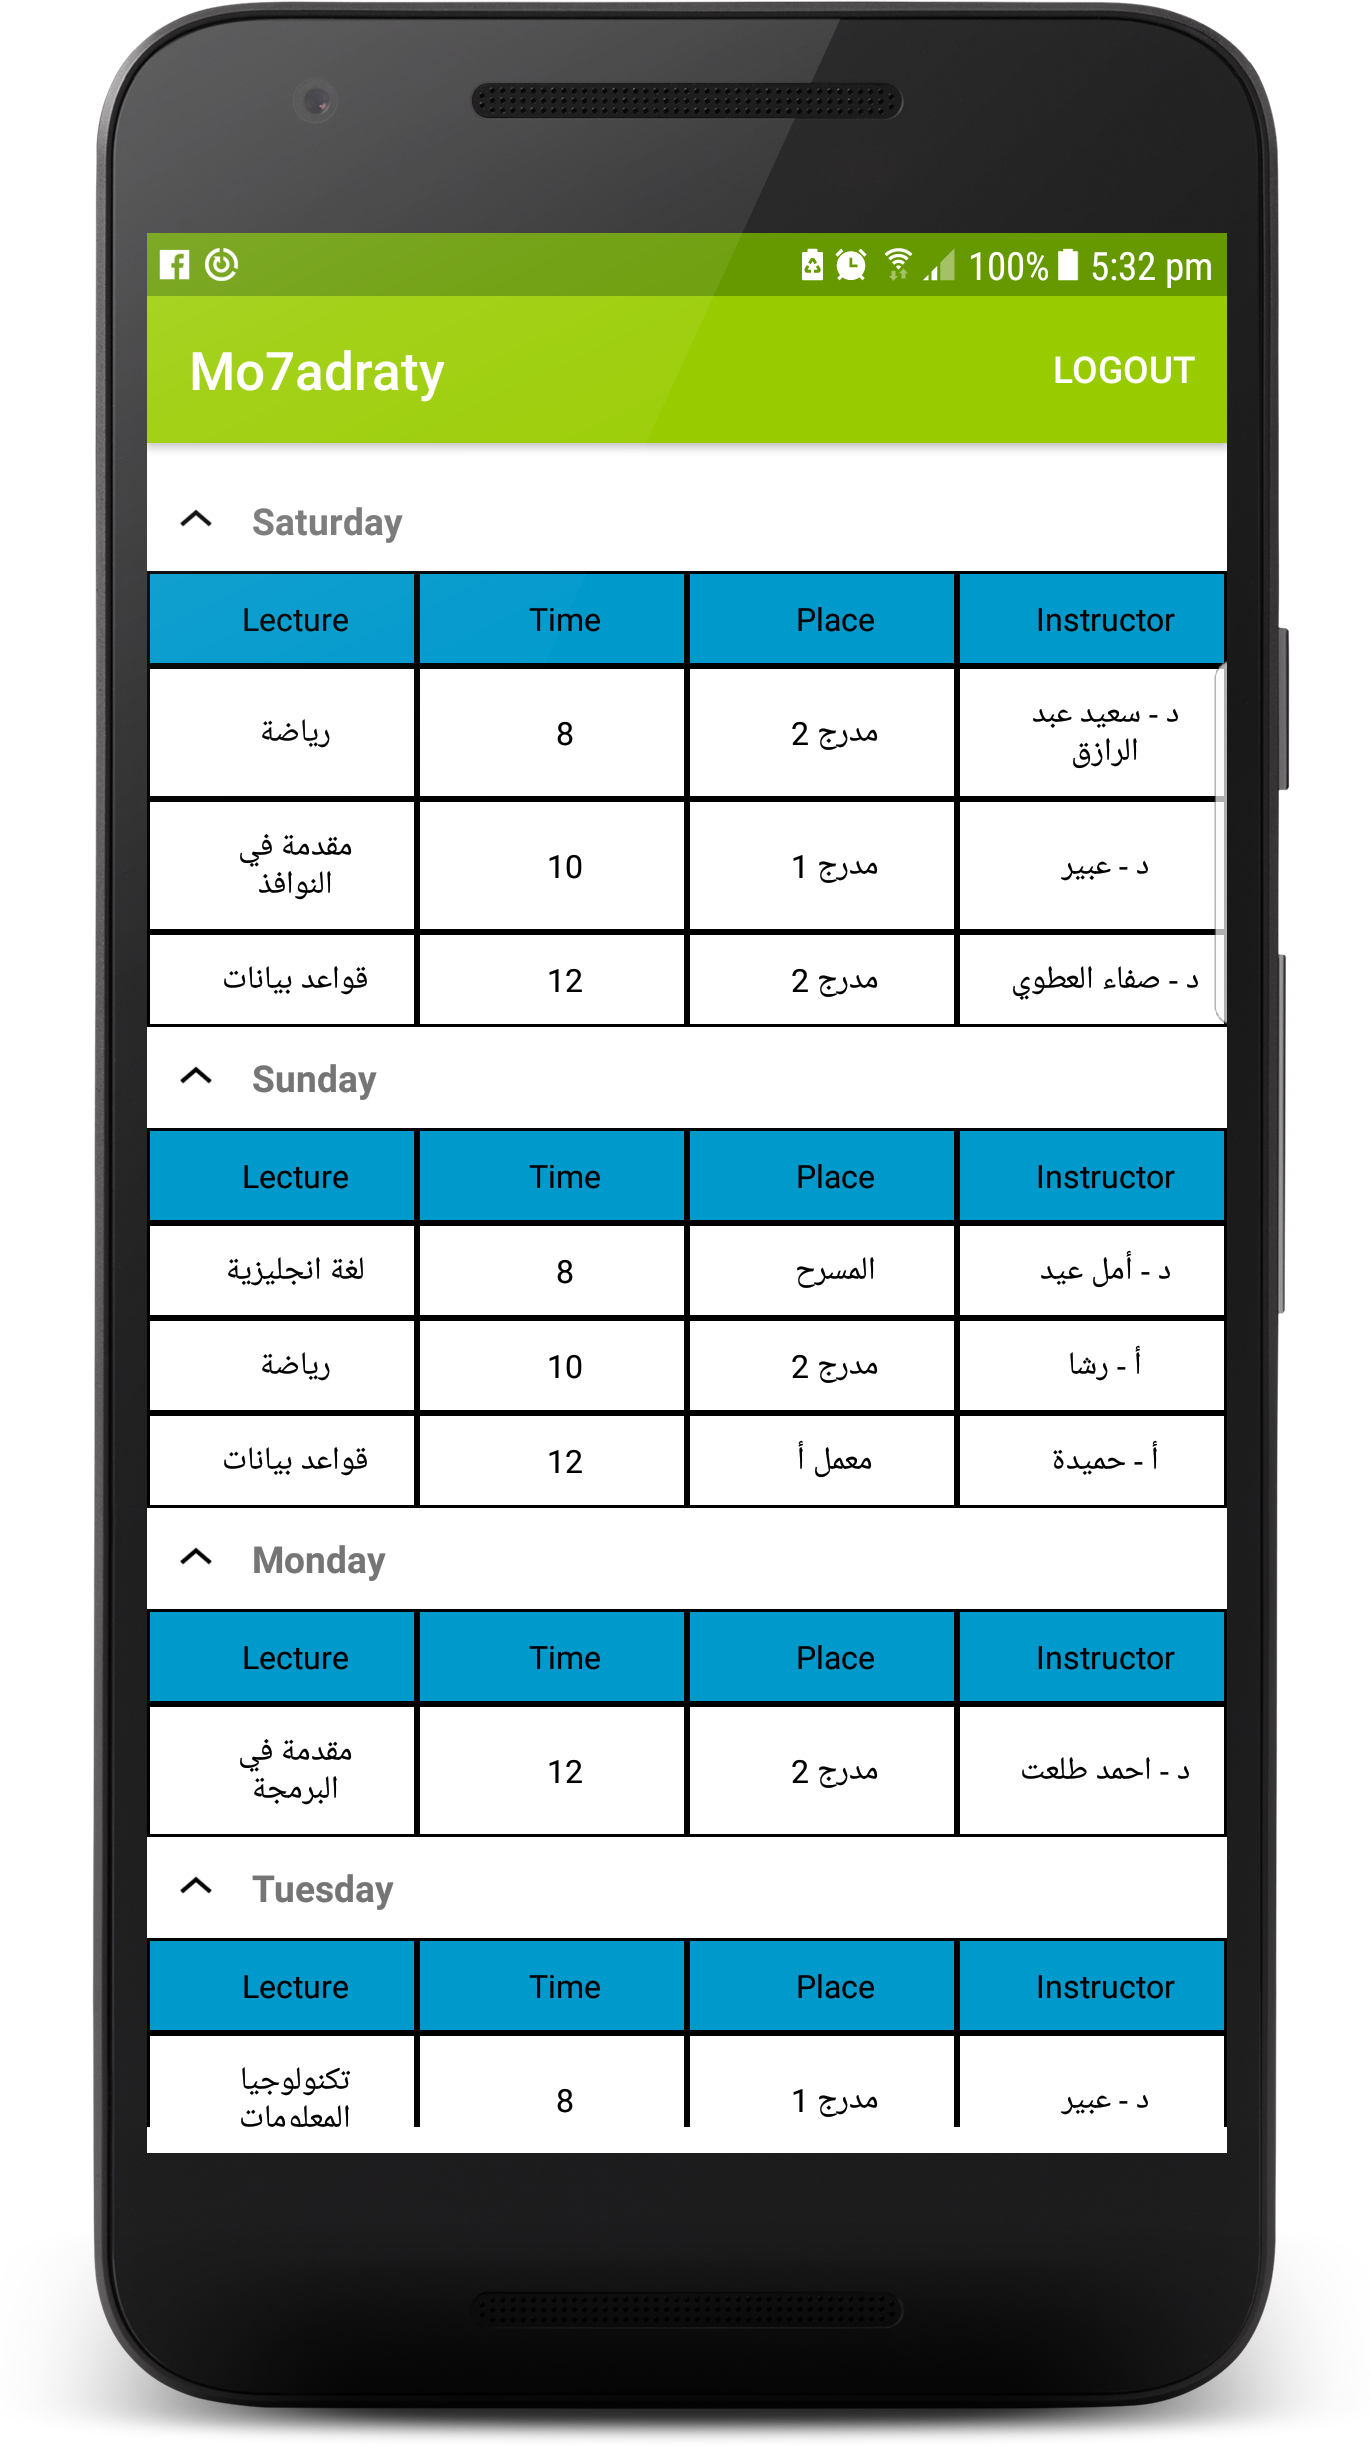 100% 5:32 pm
Mo7adraty LOGOUT
Saturday
Lecture Time Place Instructor
رياضة 8 مدرج 2 د - سعيد عبد
الرازق
مقدمة في
النوافذ 10 مدرج 1 د - عبير
قواعد بيانات 12 مدرج 2 د - صفاء العطوي
Sunday
Lecture Time Place Instructor
لغة انجليزية 8 المسرح د - أمل عيد
رياضة 10 مدرج 2 أ - رشا
قواعد بيانات 12 معمل أ أ - حميدة
Monday
Lecture Time Place Instructor
مقدمة في
البرمجة 12 مدرج 2 د - احمد طلعت
Tuesday
Lecture Time Place Instructor
تكنولوجيا
المعلومات 8 مدرج 1 د - عبير